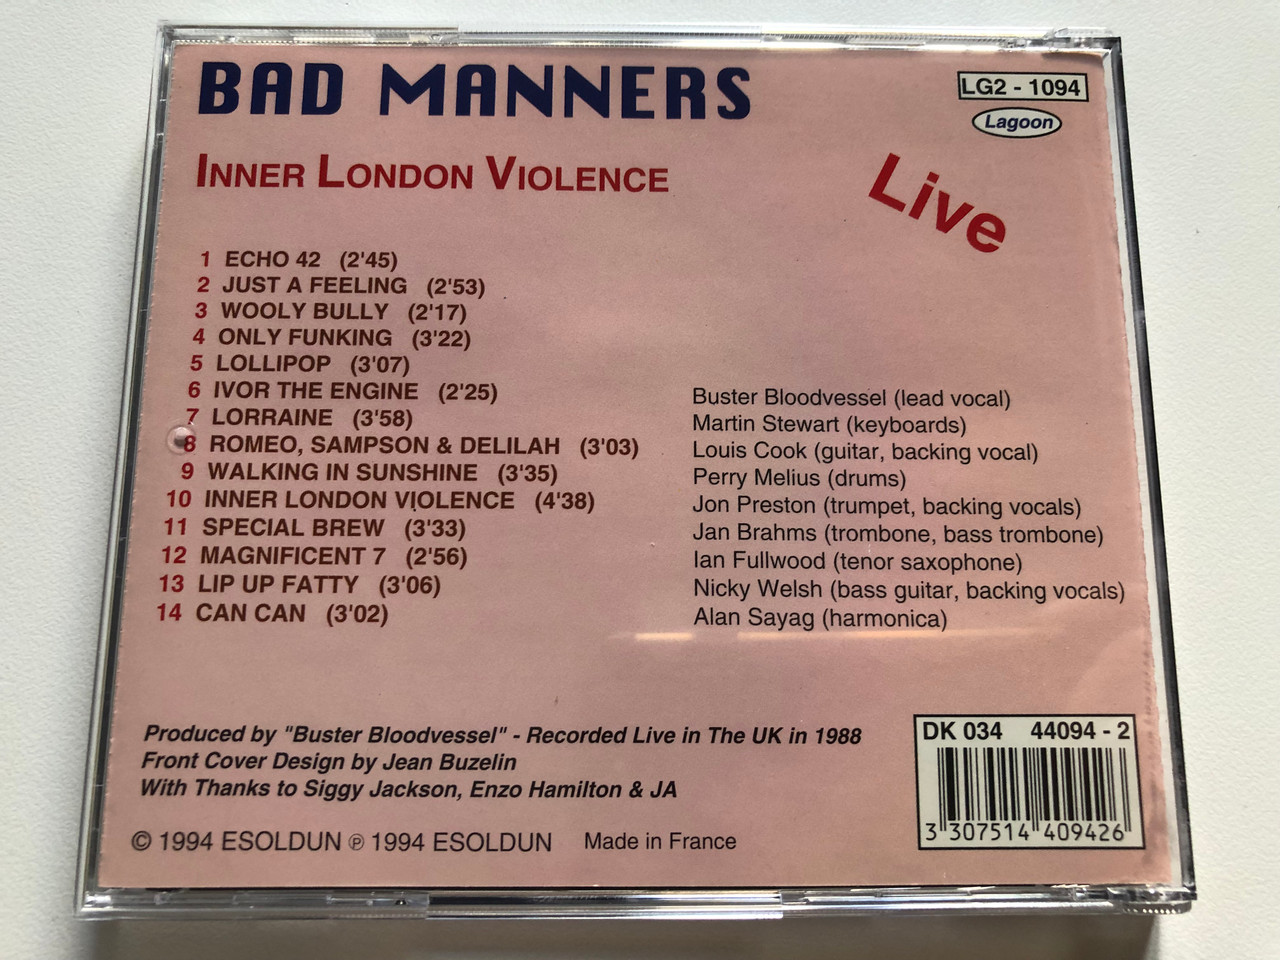 BAD MANNERS
LG2 - 1094
Lagoon
INNER LONDON VIOLENCE
Live
1 ECHO 42 (2'45)
2 JUST A FEELING (2'53)
3 WOOLY BULLY (2'17)
4 ONLY FUNKING (3'22)
5 LOLLIPOP (3'07)
6 IVOR THE ENGINE (2'25)
7 LORRAINE (3'58)
8 ROMEO, SAMPSON & DELILAH (3'03)
9 WALKING IN SUNSHINE (3'35)
10 INNER LONDON VIOLENCE (4'38)
11 SPECIAL BREW (3'33)
12 MAGNIFICENT 7 (2'56)
13 LIP UP FATTY (3'06)
14 CAN CAN (3'02)
Buster Bloodvessel (lead vocal)
Martin Stewart (keyboards)
Louis Cook (guitar, backing vocal)
Perry Melius (drums)
Jon Preston (trumpet, backing vocals)
Jan Brahms (trombone, bass trombone)
Ian Fullwood (tenor saxophone)
Nicky Welsh (bass guitar, backing vocals)
Alan Sayag (harmonica)
Produced by "Buster Bloodvessel" - Recorded Live in The UK in 1988
Front Cover Design by Jean Buzelin
With Thanks to Siggy Jackson, Enzo Hamilton & JA
© 1994 ESOLDUN ℗ 1994 ESOLDUN Made in France
DK 034 44094 - 2
3 307514 409426